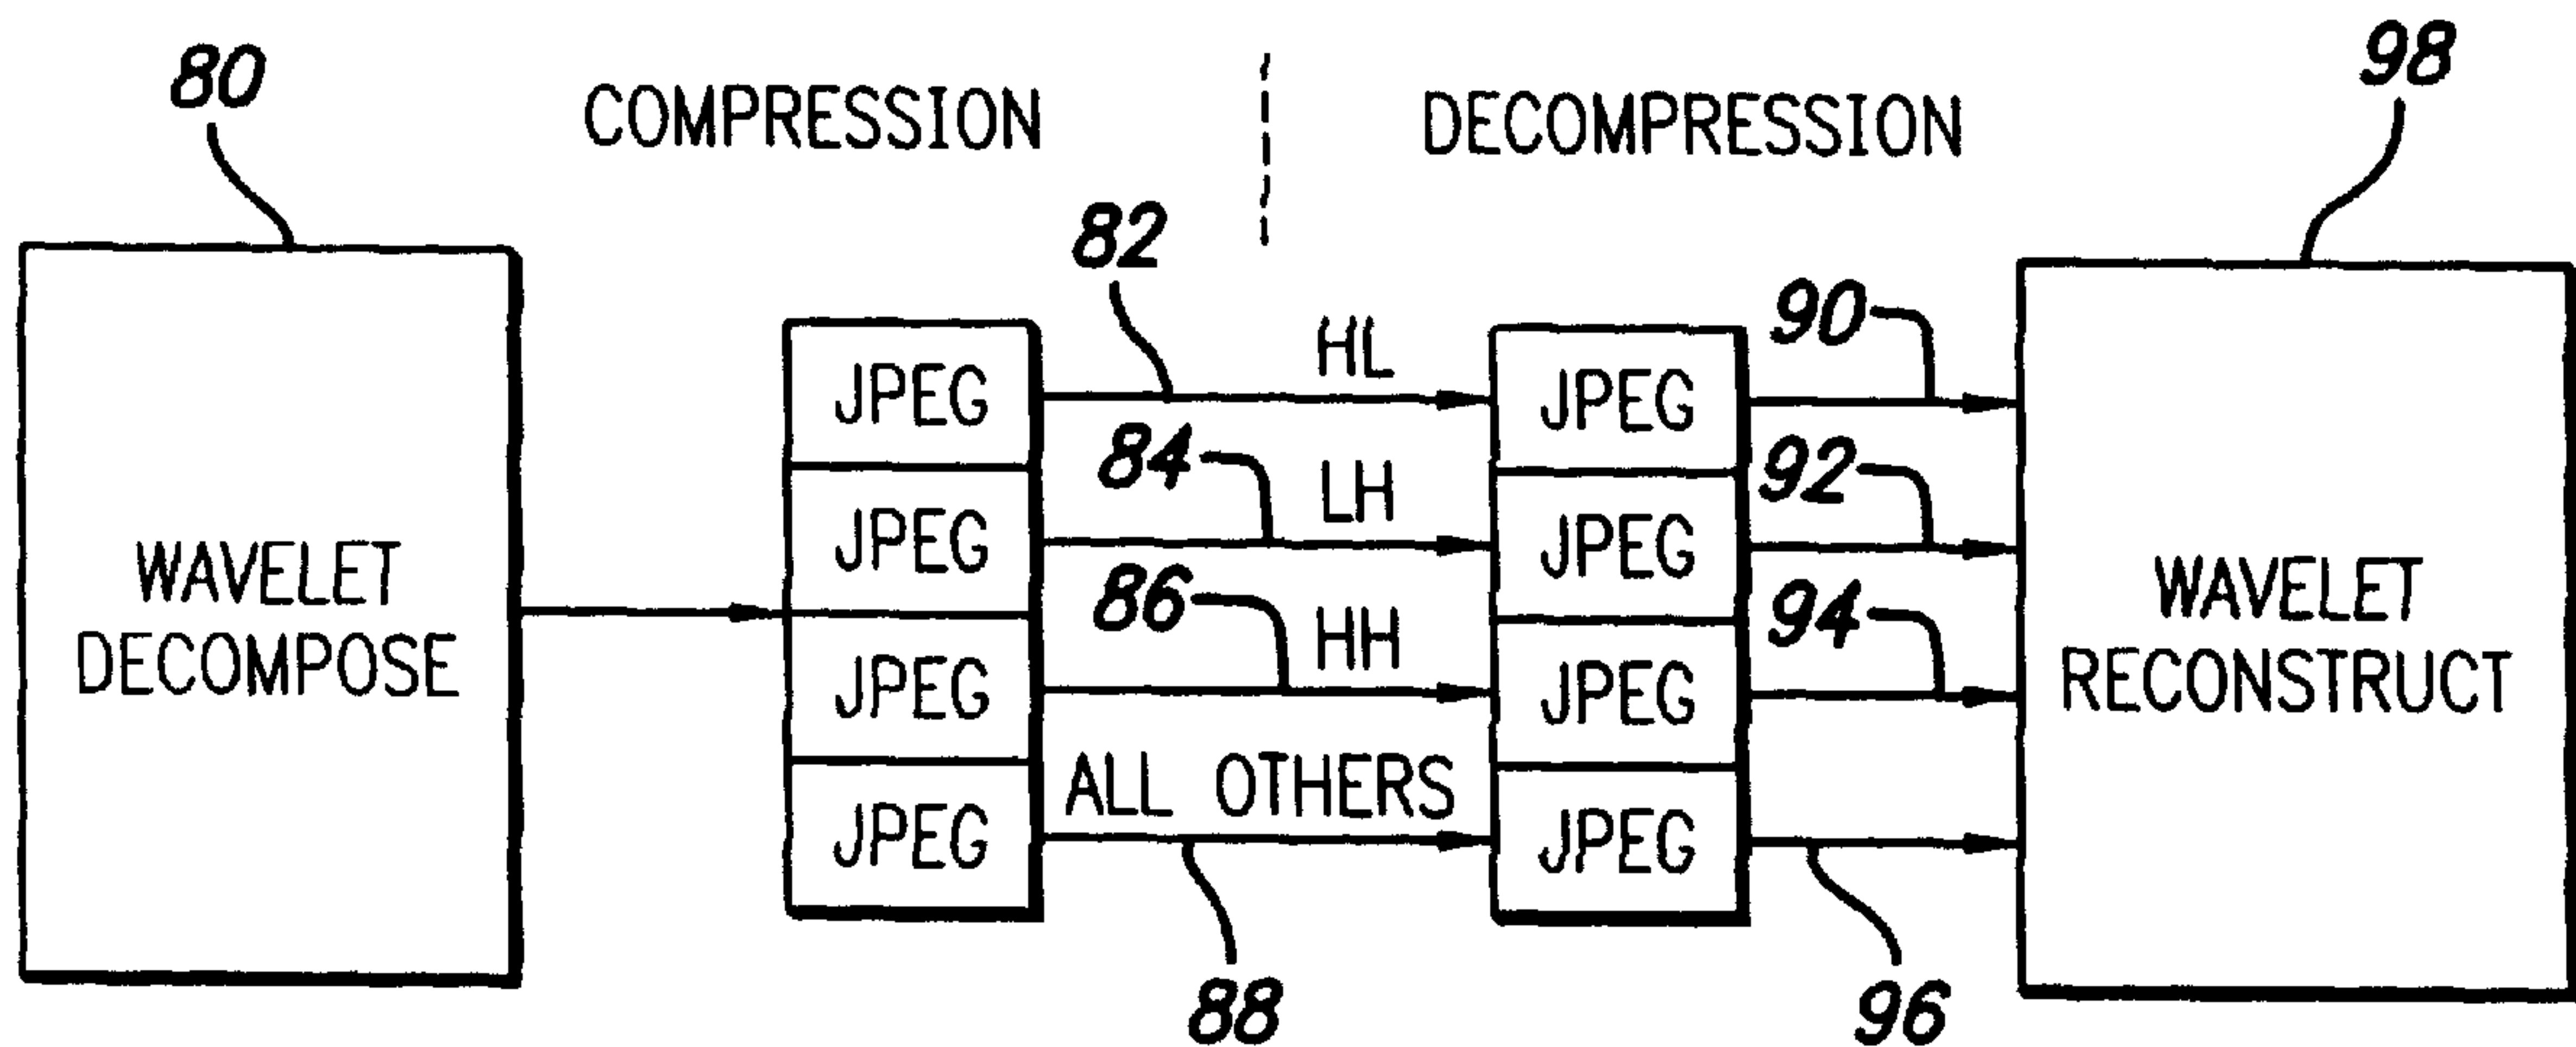 80
COMPRESSION
DECOMPRESSION
98
82
HL
90
JPEG
JPEG
84
LH
92
JPEG
JPEG
WAVELET
DECOMPOSE
86
HH
94
JPEG
JPEG
WAVELET
RECONSTRUCT
ALL OTHERS
JPEG
JPEG
88
96